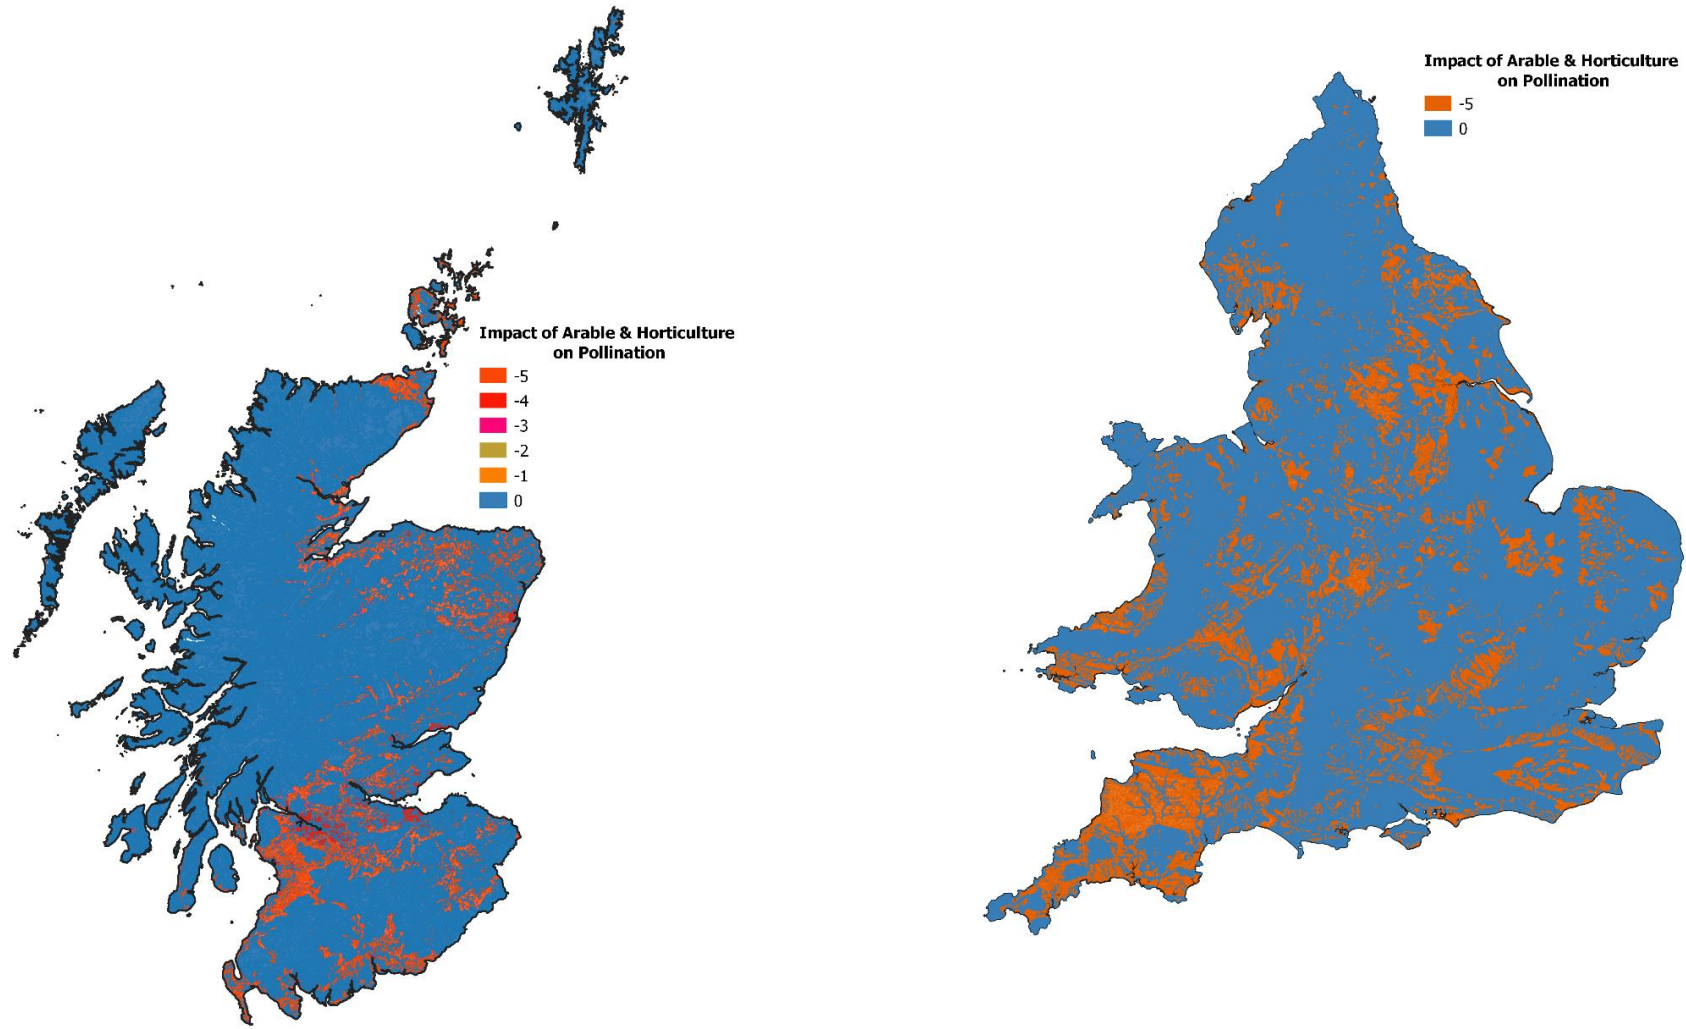 Impact of Arable & Horticulture
on Pollination
-5
-4
-3
-2
-1
0
Impact of Arable & Horticulture
on Pollination
-5
0